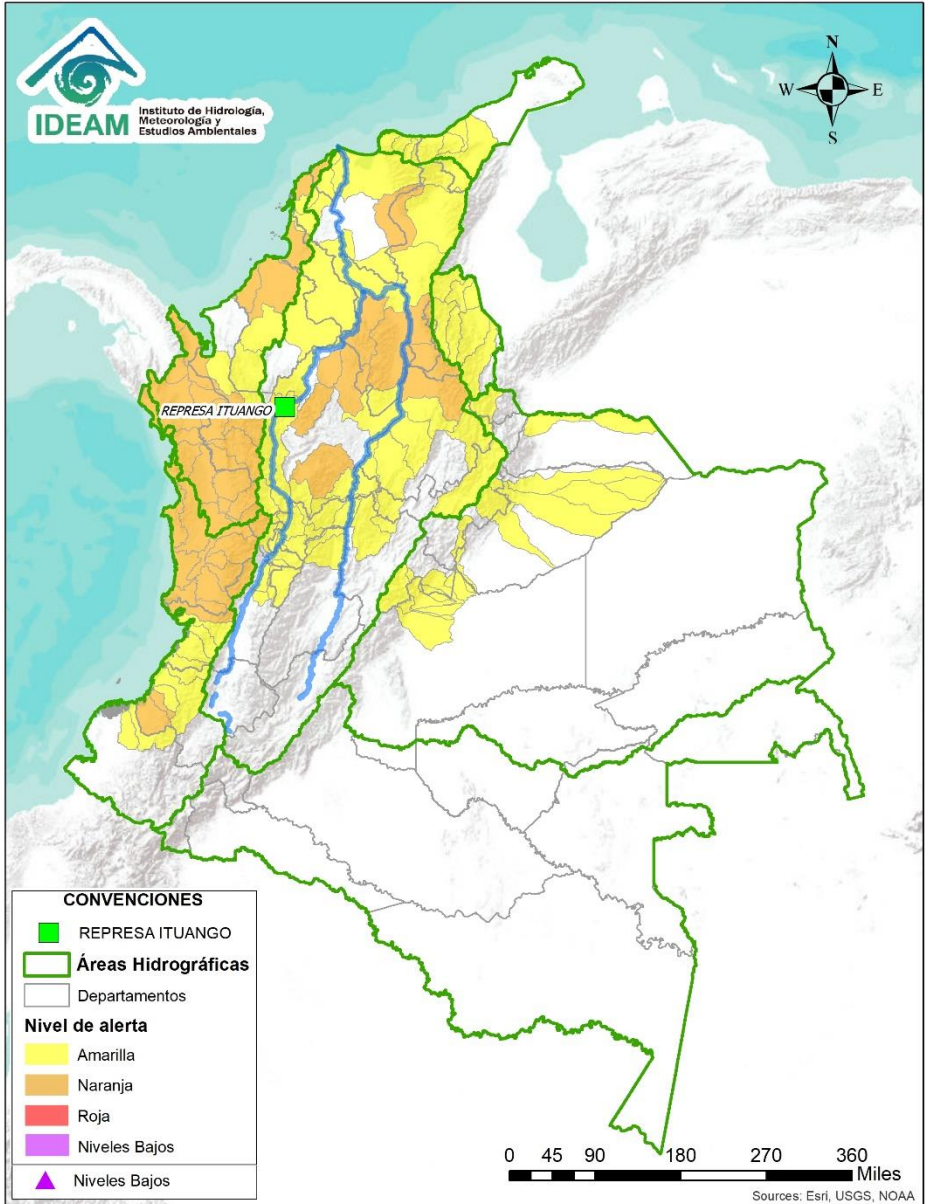 IDEAM
Instituto de Hidrología,
Meteorología y
Estudios Ambientales
N
W
E
S
REPRESA ITUANGO
CONVENCIONES
REPRESA ITUANGO
Áreas Hidrográficas
Departamentos
Nivel de alerta
Amarilla
Naranja
Roja
Niveles Bajos
Niveles Bajos
0 45 90 180 270 360
Miles
Sources: Esri, USGS, NOAA